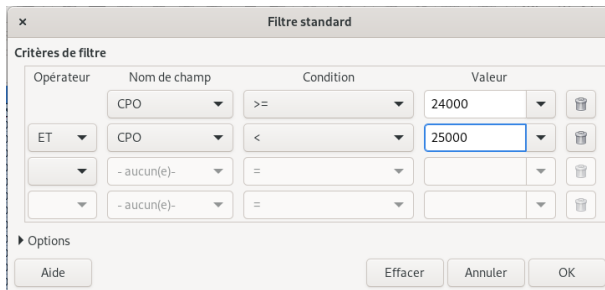 × Filtre standard
Critères de filtre
Opérateur Nom de champ Condition Valeur
CPO >= 24000
ET CPO < 25000
- aucun(e)- =
- aucun(e)- =
Options
Aide Effacer Annuler OK